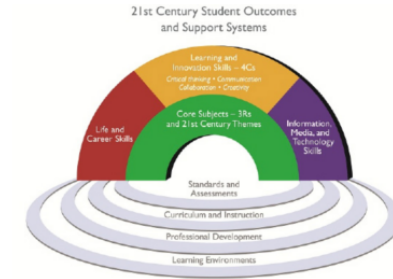 21st Century Student Outcomes
and Support Systems
Learning and
Innovation Skills – 4Cs
Critical thinking • Communication
Collaboration • Creativity
Core Subjects – 3Rs
and 21st Century Themes
Life and
Career Skills
Information,
Media, and
Technology
Skills
Standards and
Assessments
Curriculum and Instruction
Professional Development
Learning Environments